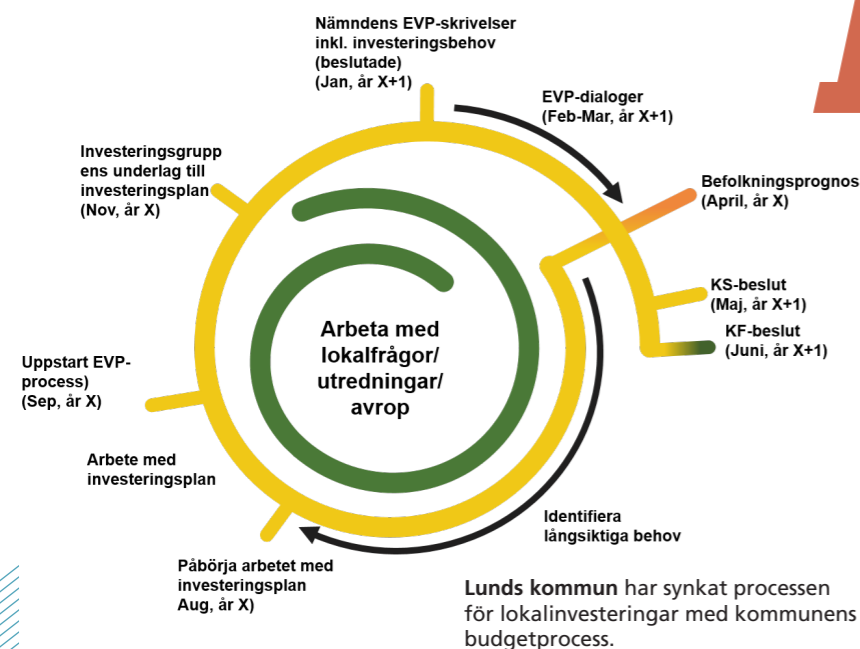 Nämndens EVP-skrivelser
inkl. investeringsbehov
(beslutade)
(Jan, år X+1)
EVP-dialoger
(Feb-Mar, år X+1)
Befolkningsprognos
(April, år X)
KS-beslut
(Maj, år X+1)
KF-beslut
(Juni, år X+1)
Investeringsgrupp
ens underlag till
investeringsplan
(Nov, år X)
Arbeta med
lokalfrågor/
utredningar/
avrop
Uppstart EVP-
process)
(Sep, år X)
Arbete med
investeringsplan
Påbörja arbetet med
investeringsplan
Aug, år X)
Identifiera
långsiktiga behov
Lunds kommun har synkat processen
för lokalinvesteringar med kommunens
budgetprocess.